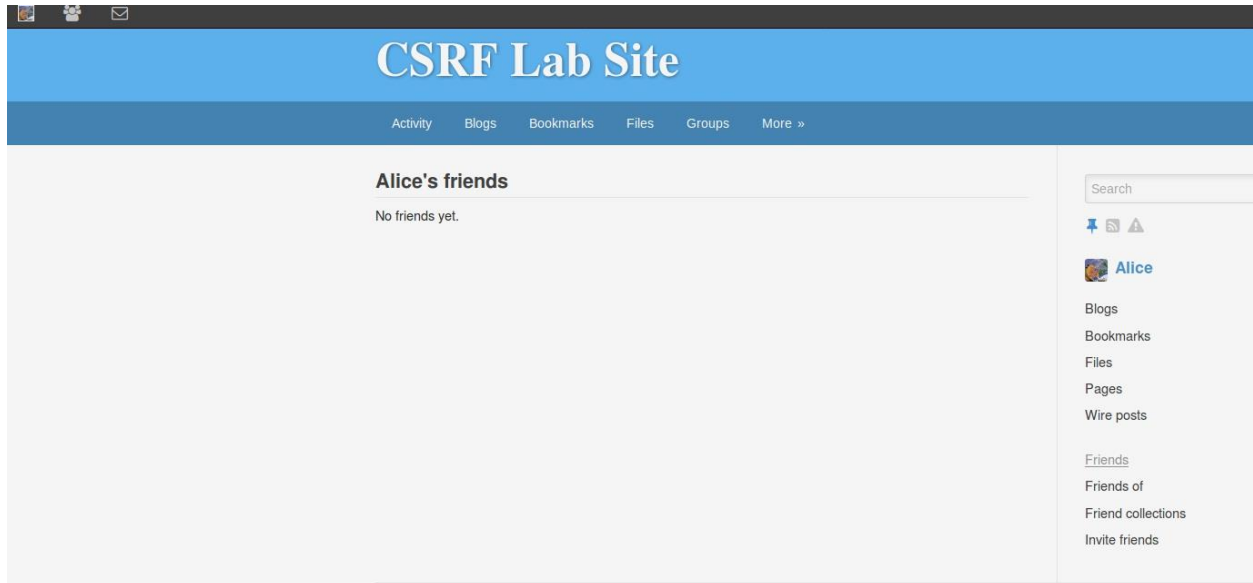 CSRF Lab Site
Activity Blogs Bookmarks Files Groups More »
Alice's friends
No friends yet.
Search
Alice
Blogs
Bookmarks
Files
Pages
Wire posts
Friends
Friends of
Friend collections
Invite friends